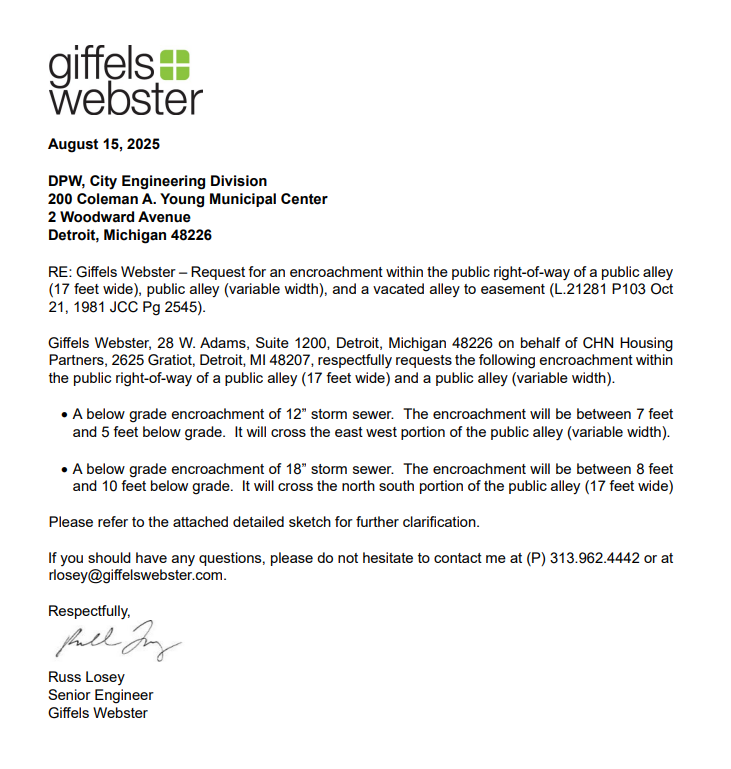 giffels
webster
August 15, 2025
DPW, City Engineering Division
200 Coleman A. Young Municipal Center
2 Woodward Avenue
Detroit, Michigan 48226
RE: Giffels Webster – Request for an encroachment within the public right-of-way of a public alley
(17 feet wide), public alley (variable width), and a vacated alley to easement (L.21281 P103 Oct
21, 1981 JCC Pg 2545).
Giffels Webster, 28 W. Adams, Suite 1200, Detroit, Michigan 48226 on behalf of CHN Housing
Partners, 2625 Gratiot, Detroit, MI 48207, respectfully requests the following encroachment within
the public right-of-way of a public alley (17 feet wide) and a public alley (variable width).
• A below grade encroachment of 12” storm sewer. The encroachment will be between 7 feet
and 5 feet below grade. It will cross the east west portion of the public alley (variable width).
• A below grade encroachment of 18” storm sewer. The encroachment will be between 8 feet
and 10 feet below grade. It will cross the north south portion of the public alley (17 feet wide)
Please refer to the attached detailed sketch for further clarification.
If you should have any questions, please do not hesitate to contact me at (P) 313.962.4442 or at
rlosey@giffelswebster.com.
Respectfully,
Russ Losey
Senior Engineer
Giffels Webster